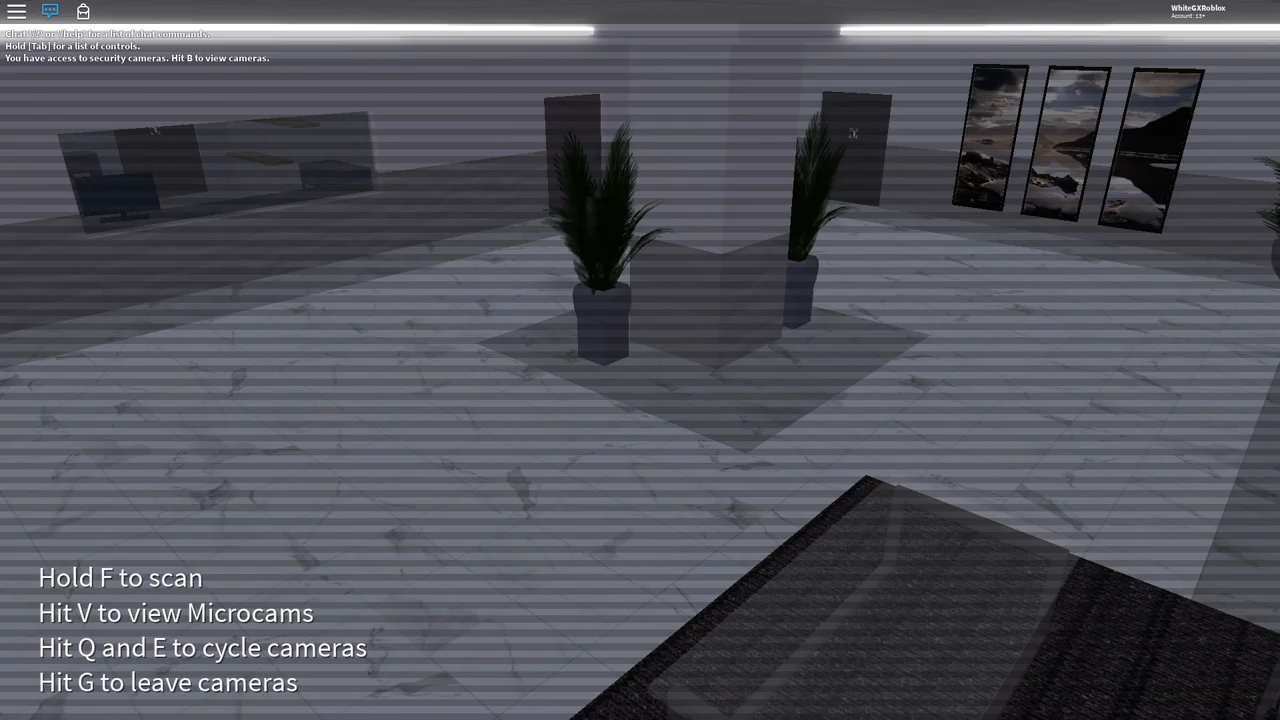 WhiteGXRoblox
Account: 13+
Chat '/?' or '/help' for a list of chat commands.
Hold [Tab] for a list of controls.
You have access to security cameras. Hit B to view cameras.
Hold F to scan
Hit V to view Microcams
Hit Q and E to cycle cameras
Hit G to leave cameras